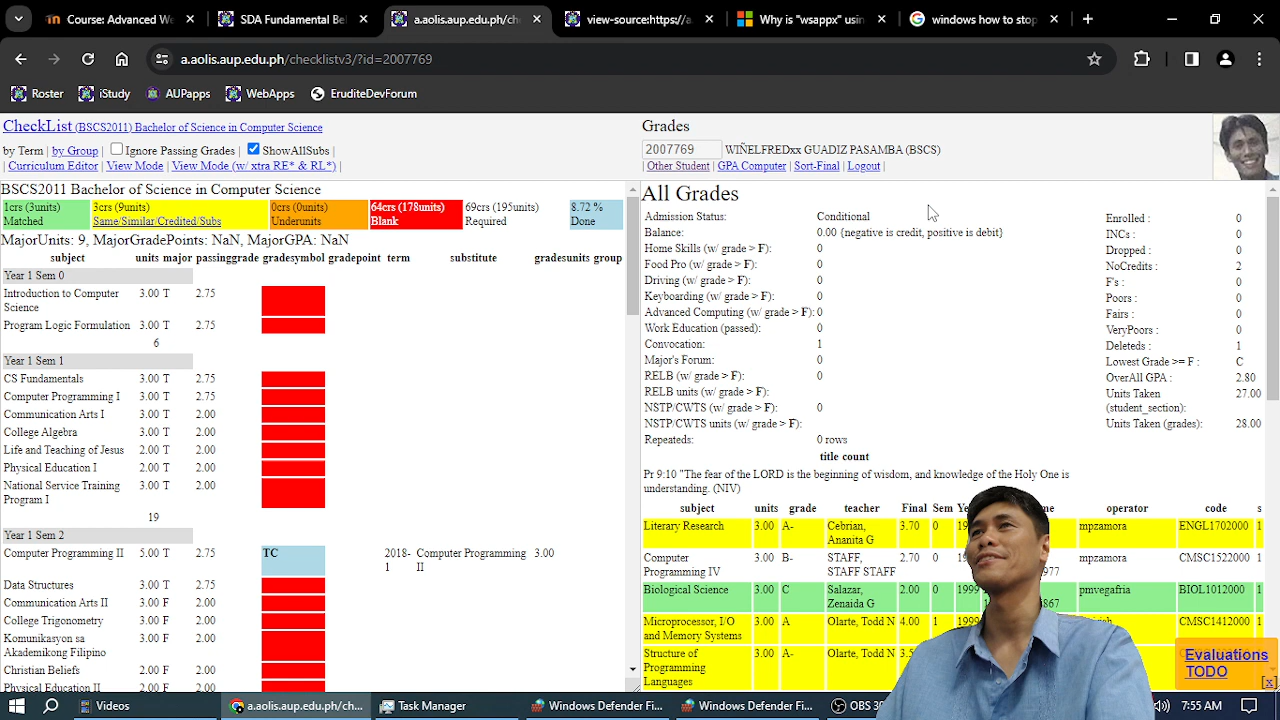 Course: Advanced We
SDA Fundamental Bel
a.aolis.aup.edu.ph/che
view-source:https://a.
Why is "wsappx" usin
windows how to stop
a.aolis.aup.edu.ph/checklistv3/?id=2007769
Roster
iStudy
AUPapps
WebApps
EruditeDevForum
CheckList (BSCS2011) Bachelor of Science in Computer Science
by Term | by Group | Ignore Passing Grades | ShowAllSubs |
| Curriculum Editor | View Mode | View Mode (w/ xtra RE* & RL*) |
Grades
2007769 WIÑELFREDxx GUADIZ PASAMBA (BSCS)
| Other Student | GPA Computer | Sort-Final | Logout |
BSCS2011 Bachelor of Science in Computer Science
1crs (3units) 3crs (9units) 0crs (0units) 64crs (178units) 69crs (195units) 8.72 %
Matched Same/Similar/Credited/Subs Underunits Blank Required Done
MajorUnits: 9, MajorGradePoints: NaN, MajorGPA: NaN
subject units major passinggrade gradesymbol gradepoint term substitute gradesunits group
Year 1 Sem 0
Introduction to Computer 3.00 T 2.75
Science
Program Logic Formulation 3.00 T 2.75
6
Year 1 Sem 1
CS Fundamentals 3.00 T 2.75
Computer Programming I 3.00 T 2.75
Communication Arts I 3.00 T 2.00
College Algebra 3.00 T 2.00
Life and Teaching of Jesus 3.00 T 2.00
Physical Education I 2.00 T 2.00
National Service Training 3.00 T 2.00
Program I
19
Year 1 Sem 2
Computer Programming II 5.00 T 2.75 TC 2018- Computer Programming 3.00
1 II
Data Structures 3.00 T 2.75
Communication Arts II 3.00 F 2.00
College Trigonometry 3.00 F 2.00
Komunikasyon sa 3.00 F 2.00
Akademikong Filipino
Christian Beliefs 2.00 F 2.00
Physical Education II 2.00 F 2.00
All Grades
Admission Status: Conditional
Balance: 0.00 {negative is credit, positive is debit}
Home Skills (w/ grade > F): 0
Food Pro (w/ grade > F): 0
Driving (w/ grade > F): 0
Keyboarding (w/ grade > F): 0
Advanced Computing (w/ grade > F): 0
Work Education (passed): 0
Convocation: 1
Major's Forum: 0
RELB (w/ grade > F): 0
RELB units (w/ grade > F):
NSTP/CWTS (w/ grade > F): 0
NSTP/CWTS units (w/ grade > F):
Repeateds: 0 rows
title count
Enrolled : 0
INCs : 0
Dropped : 0
NoCredits : 2
F's : 0
Poors : 0
Fairs : 0
VeryPoors : 0
Deleteds : 1
Lowest Grade >= F : C
OverAll GPA : 2.80
Units Taken 27.00
(student_section):
Units Taken (grades): 28.00
Pr 9:10 "The fear of the LORD is the beginning of wisdom, and knowledge of the Holy One is
understanding. (NIV)
subject units grade teacher Final Sem operator code s
Literary Research 3.00 A- Cebrian, 3.70 0 mpzamora ENGL1702000 1
Ananita G
Computer 3.00 B- STAFF, 2.70 0 mpzamora CMSC1522000 1
Programming IV STAFF STAFF
Biological Science 3.00 C Salazar, 2.00 0 1999 pmvegafria BIOL1012000 1
Zenaida G
Microprocessor, I/O 3.00 A Olarte, Todd N 4.00 1 CMSC1412000 1
and Memory Systems
Structure of 3.00 A- Olarte, Todd N
Programming
Languages
Evaluations
TODO
[x]
Videos
a.aolis.aup.edu.ph/ch...
Task Manager
Windows Defender Fi...
Windows Defender Fi...
OBS 30
7:55 AM